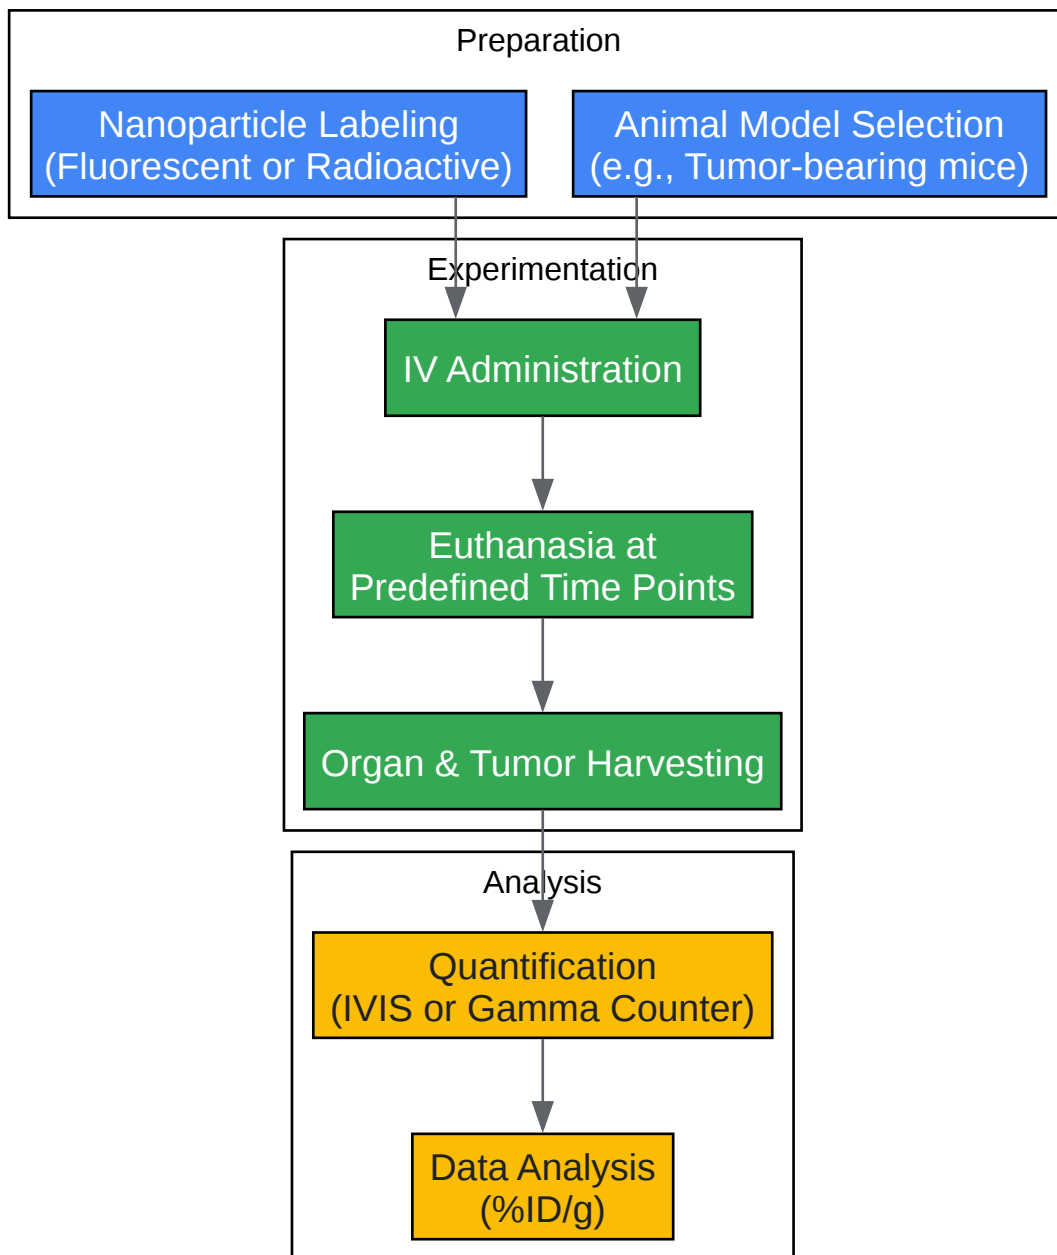 Preparation
Nanoparticle Labeling
(Fluorescent or Radioactive)
Animal Model Selection
(e.g., Tumor-bearing mice)
Experimentation
IV Administration
Euthanasia at
Predefined Time Points
Organ & Tumor Harvesting
Analysis
Quantification
(IVIS or Gamma Counter)
Data Analysis
(%ID/g)